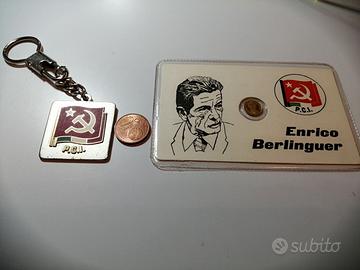 P.C.I.
P.C.I.
Enrico
Berlinguer
subito